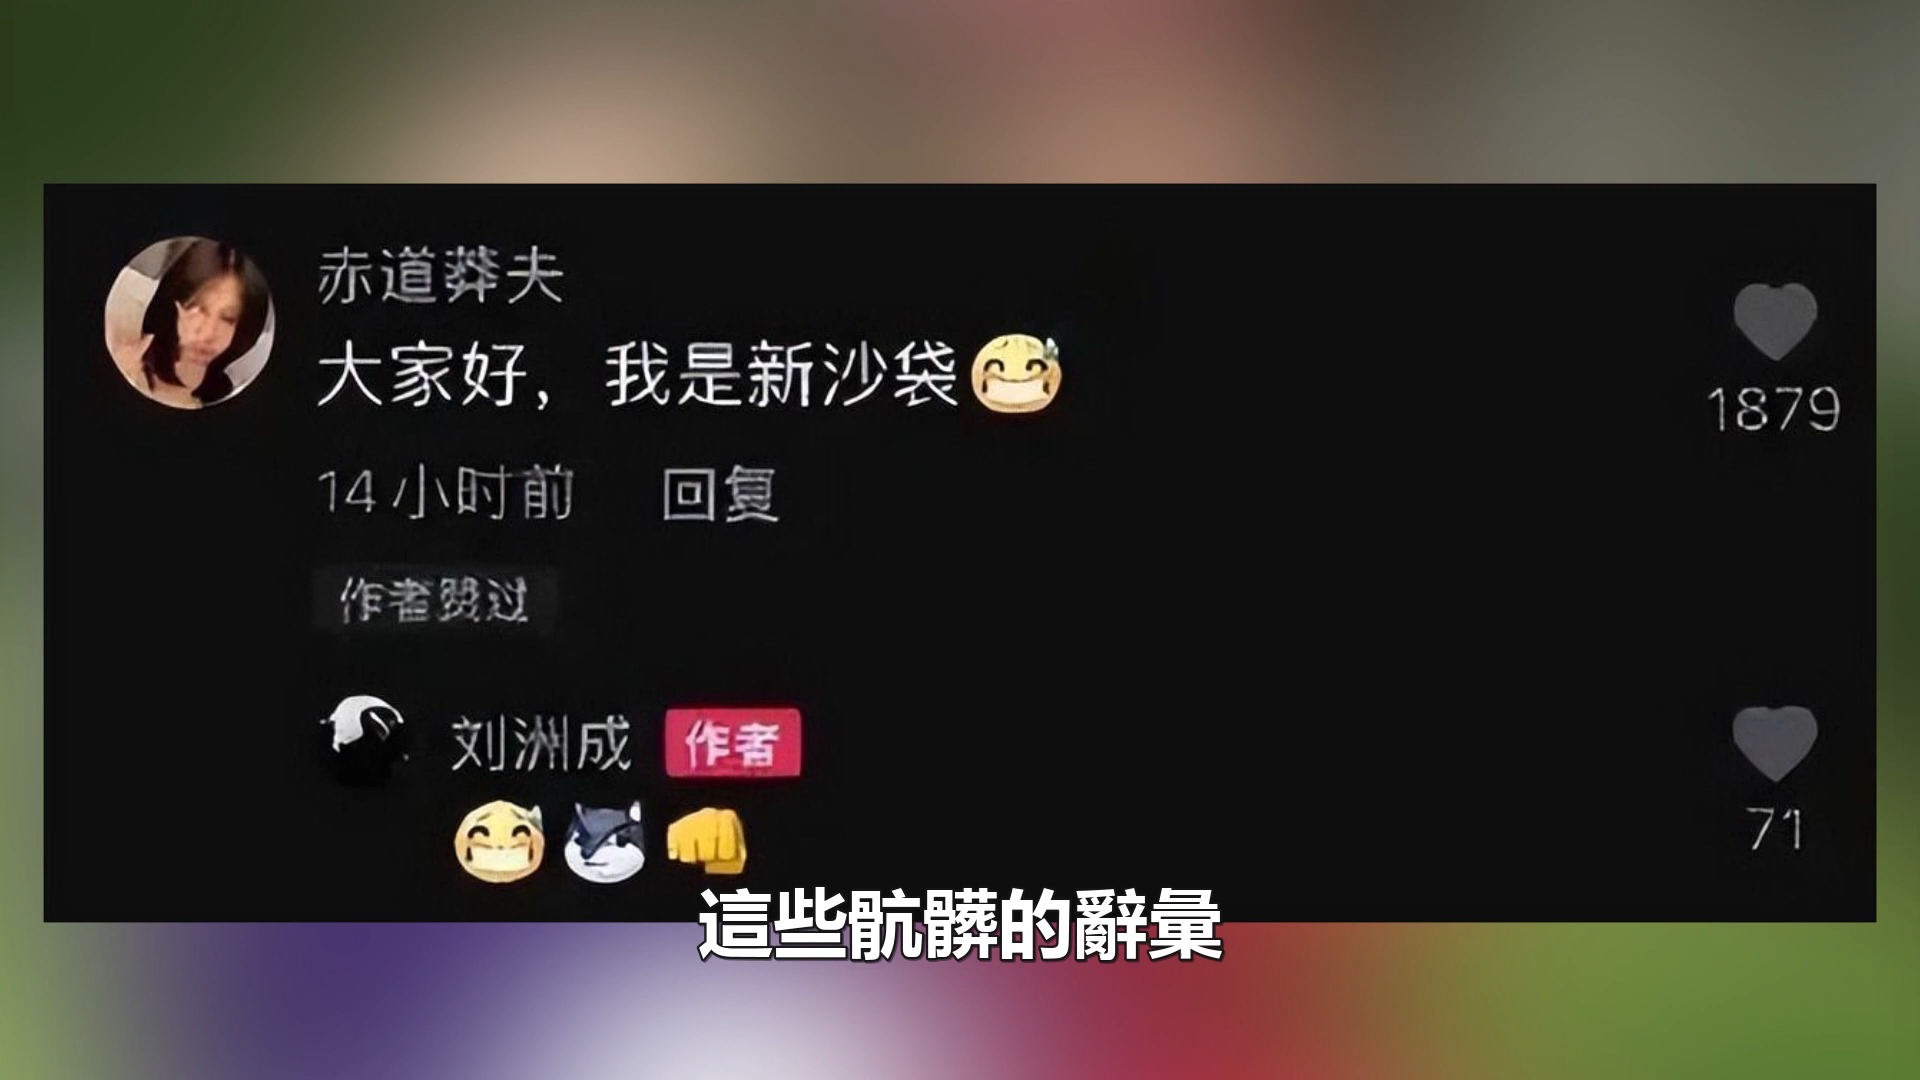 赤道莽夫
大家好，我是新沙袋
1879
14小时前 回复
作者赞过
刘洲成 作者
71
這些骯髒的辭彙